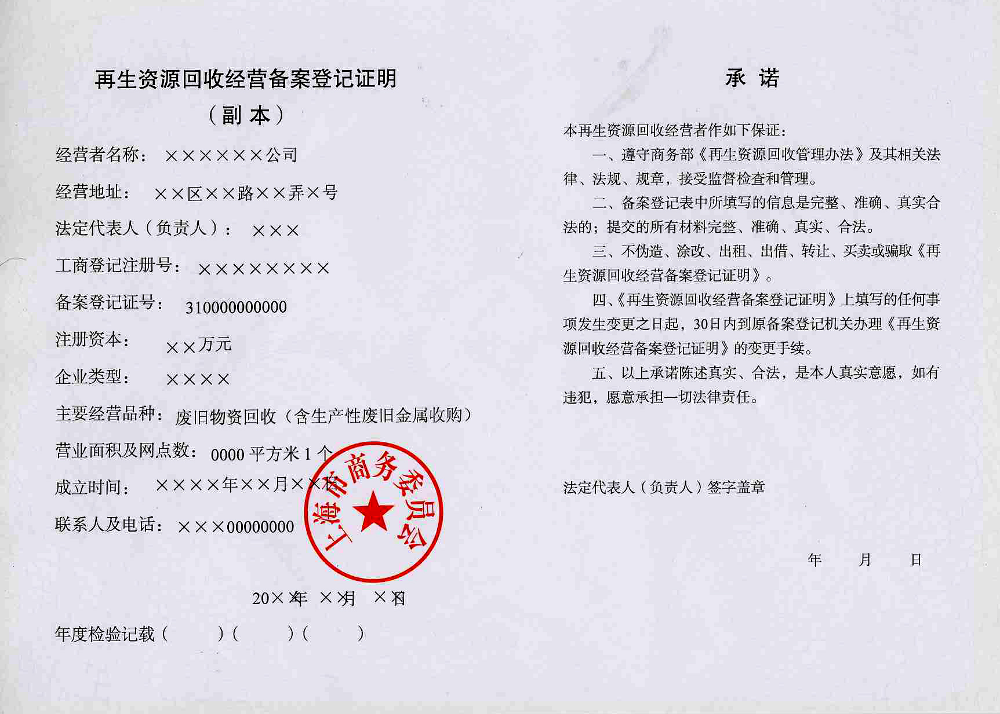 再生资源回收经营备案登记证明
（副 本）
经营者名称： ××××××公司
经营地址： ××区××路××弄×号
法定代表人（负责人）： ×××
工商登记注册号： ××××××××
备案登记证号： 310000000000
注册资本： ××万元
企业类型： ××××
主要经营品种：废旧物资回收（含生产性废旧金属收购）
营业面积及网点数： 0000 平方米 1 个
成立时间： ××××年××月××日
联系人及电话： ×××00000000
上海市商务委员会
20××年 ××月 ××日
年度检验记载（ ）（ ）（ ）
承 诺
本再生资源回收经营者作如下保证：
一、遵守商务部《再生资源回收管理办法》及其相关法
律、法规、规章，接受监督检查和管理。
二、备案登记表中所填写的信息是完整、准确、真实合
法的；提交的所有材料完整、准确、真实、合法。
三、不伪造、涂改、出租、出借、转让、买卖或骗取《再
生资源回收经营备案登记证明》。
四、《再生资源回收经营备案登记证明》上填写的任何事
项发生变更之日起，30日内到原备案登记机关办理《再生资
源回收经营备案登记证明》的变更手续。
五、以上承诺陈述真实、合法，是本人真实意愿，如有
违犯，愿意承担一切法律责任。
法定代表人（负责人）签字盖章
年 月 日